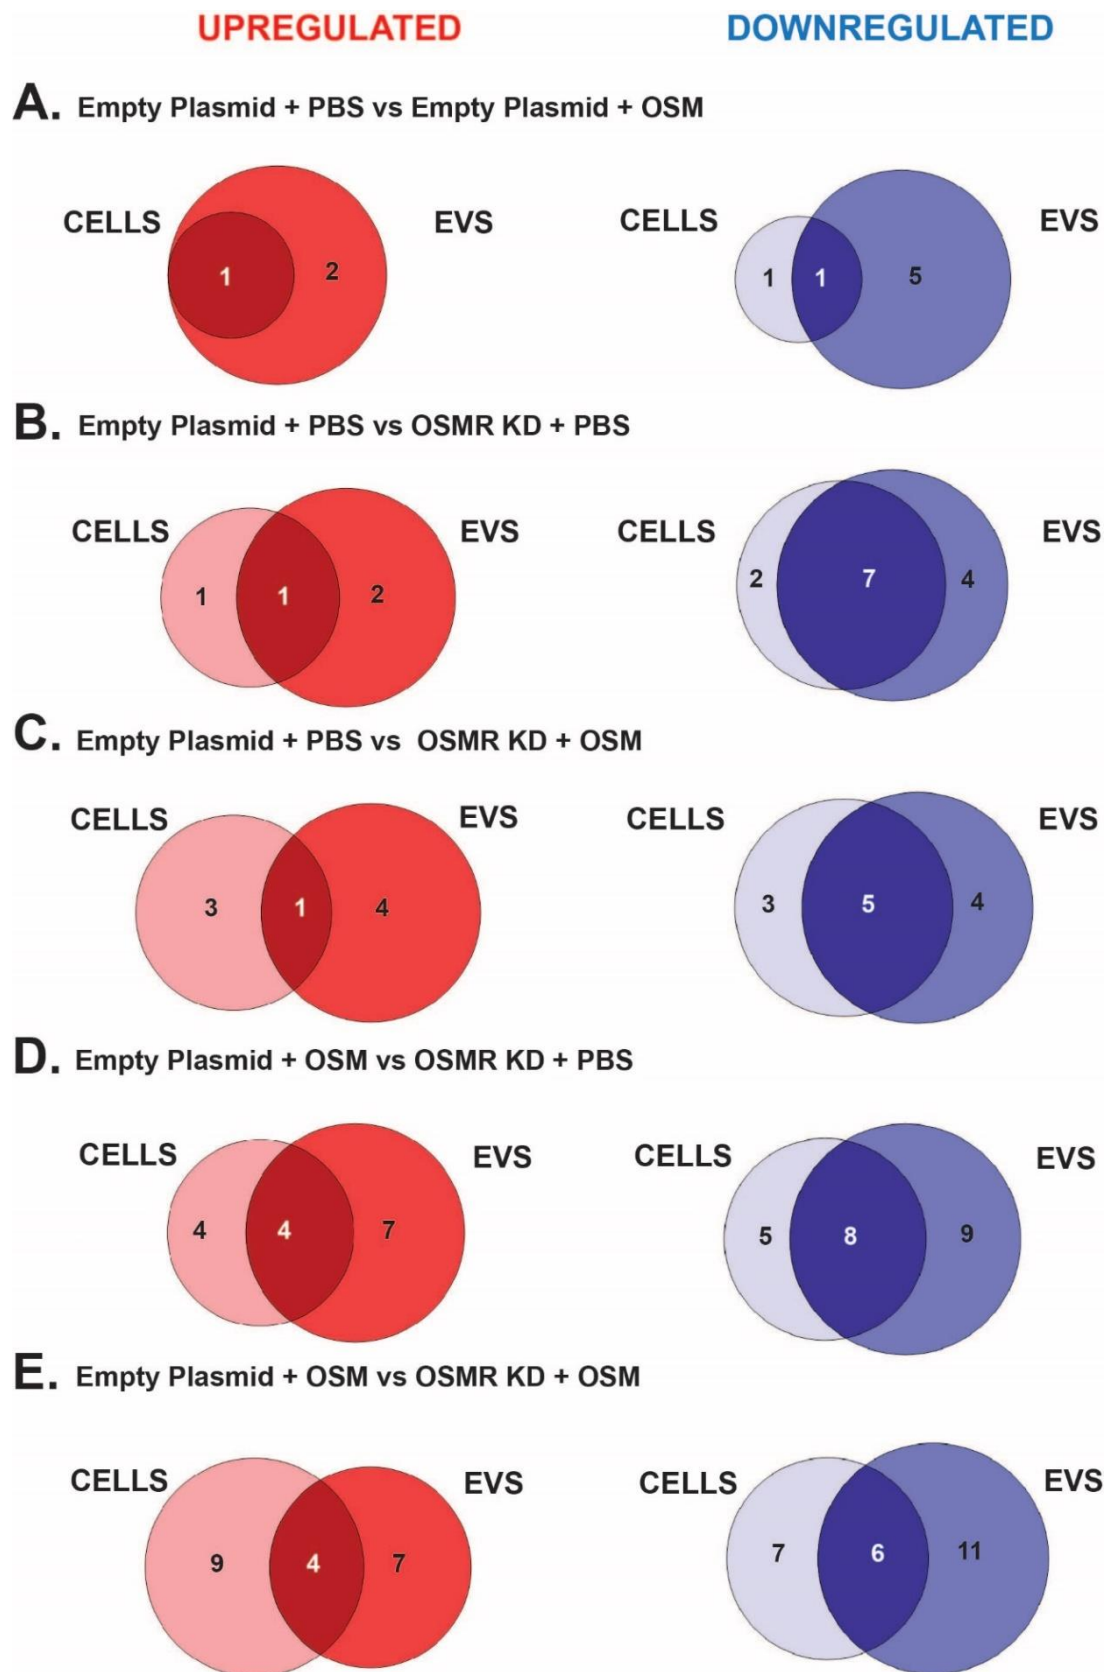 UPREGULATED DOWNREGULATED
A. Empty Plasmid + PBS vs Empty Plasmid + OSM
CELLS EVS CELLS EVS
1 2 1 1 5
B. Empty Plasmid + PBS vs OSMR KD + PBS
CELLS EVS CELLS EVS
1 1 2 2 7 4
C. Empty Plasmid + PBS vs OSMR KD + OSM
CELLS EVS CELLS EVS
3 1 4 3 5 4
D. Empty Plasmid + OSM vs OSMR KD + PBS
CELLS EVS CELLS EVS
4 4 7 5 8 9
E. Empty Plasmid + OSM vs OSMR KD + OSM
CELLS EVS CELLS EVS
9 4 7 7 6 11